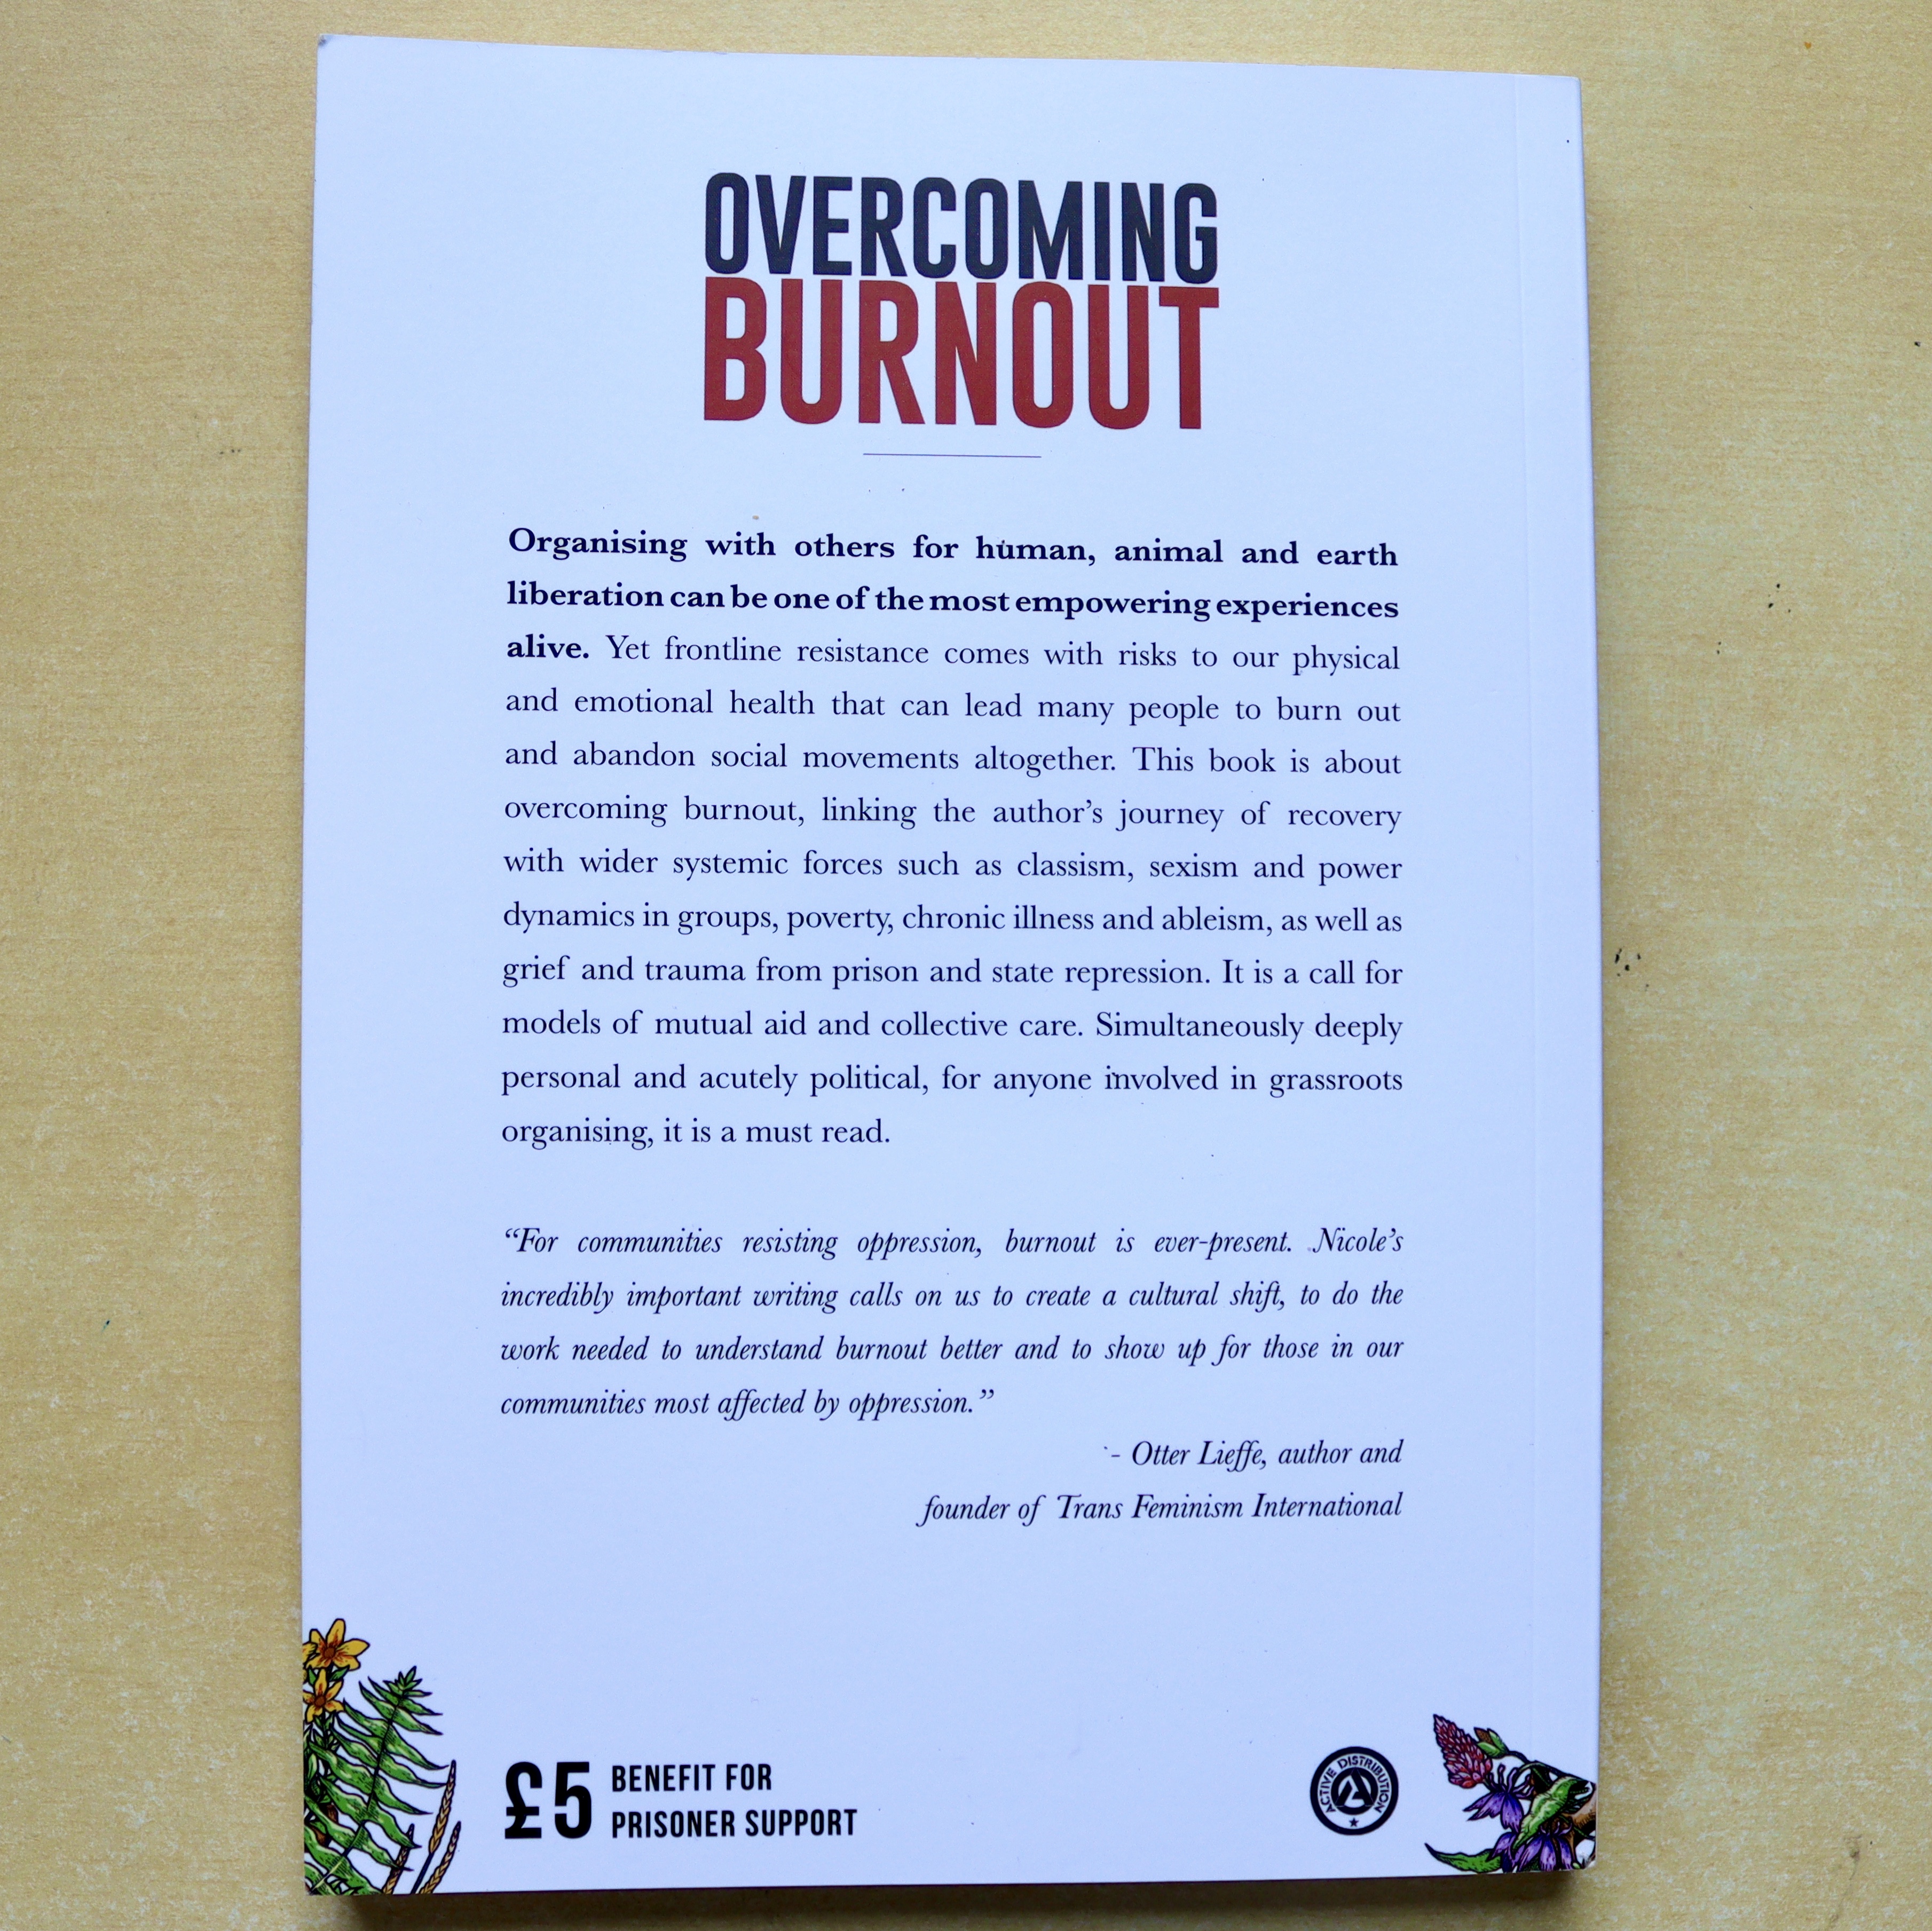 OVERCOMING
BURNOUT
Organising with others for human, animal and earth
liberation can be one of the most empowering experiences
alive. Yet frontline resistance comes with risks to our physical
and emotional health that can lead many people to burn out
and abandon social movements altogether. This book is about
overcoming burnout, linking the author’s journey of recovery
with wider systemic forces such as classism, sexism and power
dynamics in groups, poverty, chronic illness and ableism, as well as
grief and trauma from prison and state repression. It is a call for
models of mutual aid and collective care. Simultaneously deeply
personal and acutely political, for anyone involved in grassroots
organising, it is a must read.
“For communities resisting oppression, burnout is ever-present. Nicole’s
incredibly important writing calls on us to create a cultural shift, to do the
work needed to understand burnout better and to show up for those in our
communities most affected by oppression.”
- Otter Lieffe, author and
founder of Trans Feminism International
£5 BENEFIT FOR
PRISONER SUPPORT
ACTIVE DISTRIBUTION